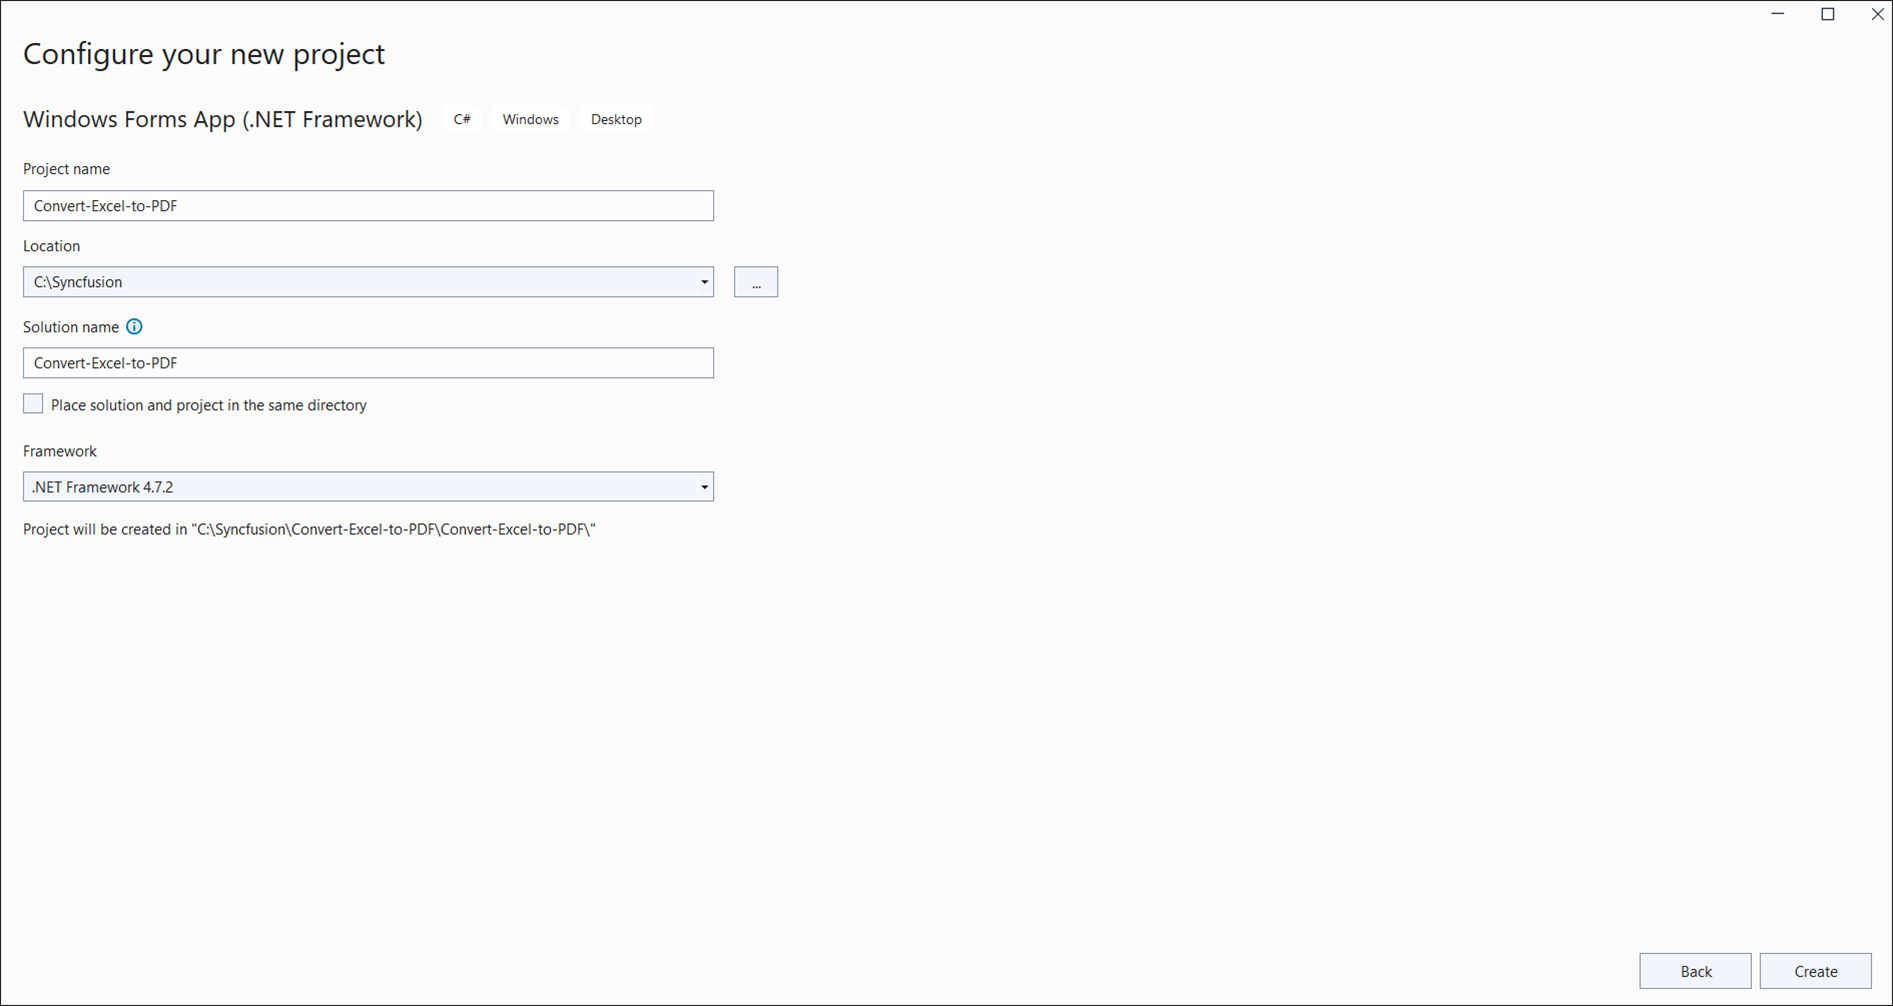 Configure your new project
Windows Forms App (.NET Framework) C# Windows Desktop
Project name
Convert-Excel-to-PDF
Location
C:\Syncfusion
...
Solution name
Convert-Excel-to-PDF
Place solution and project in the same directory
Framework
.NET Framework 4.7.2
Project will be created in "C:\Syncfusion\Convert-Excel-to-PDF\Convert-Excel-to-PDF\"
Back Create